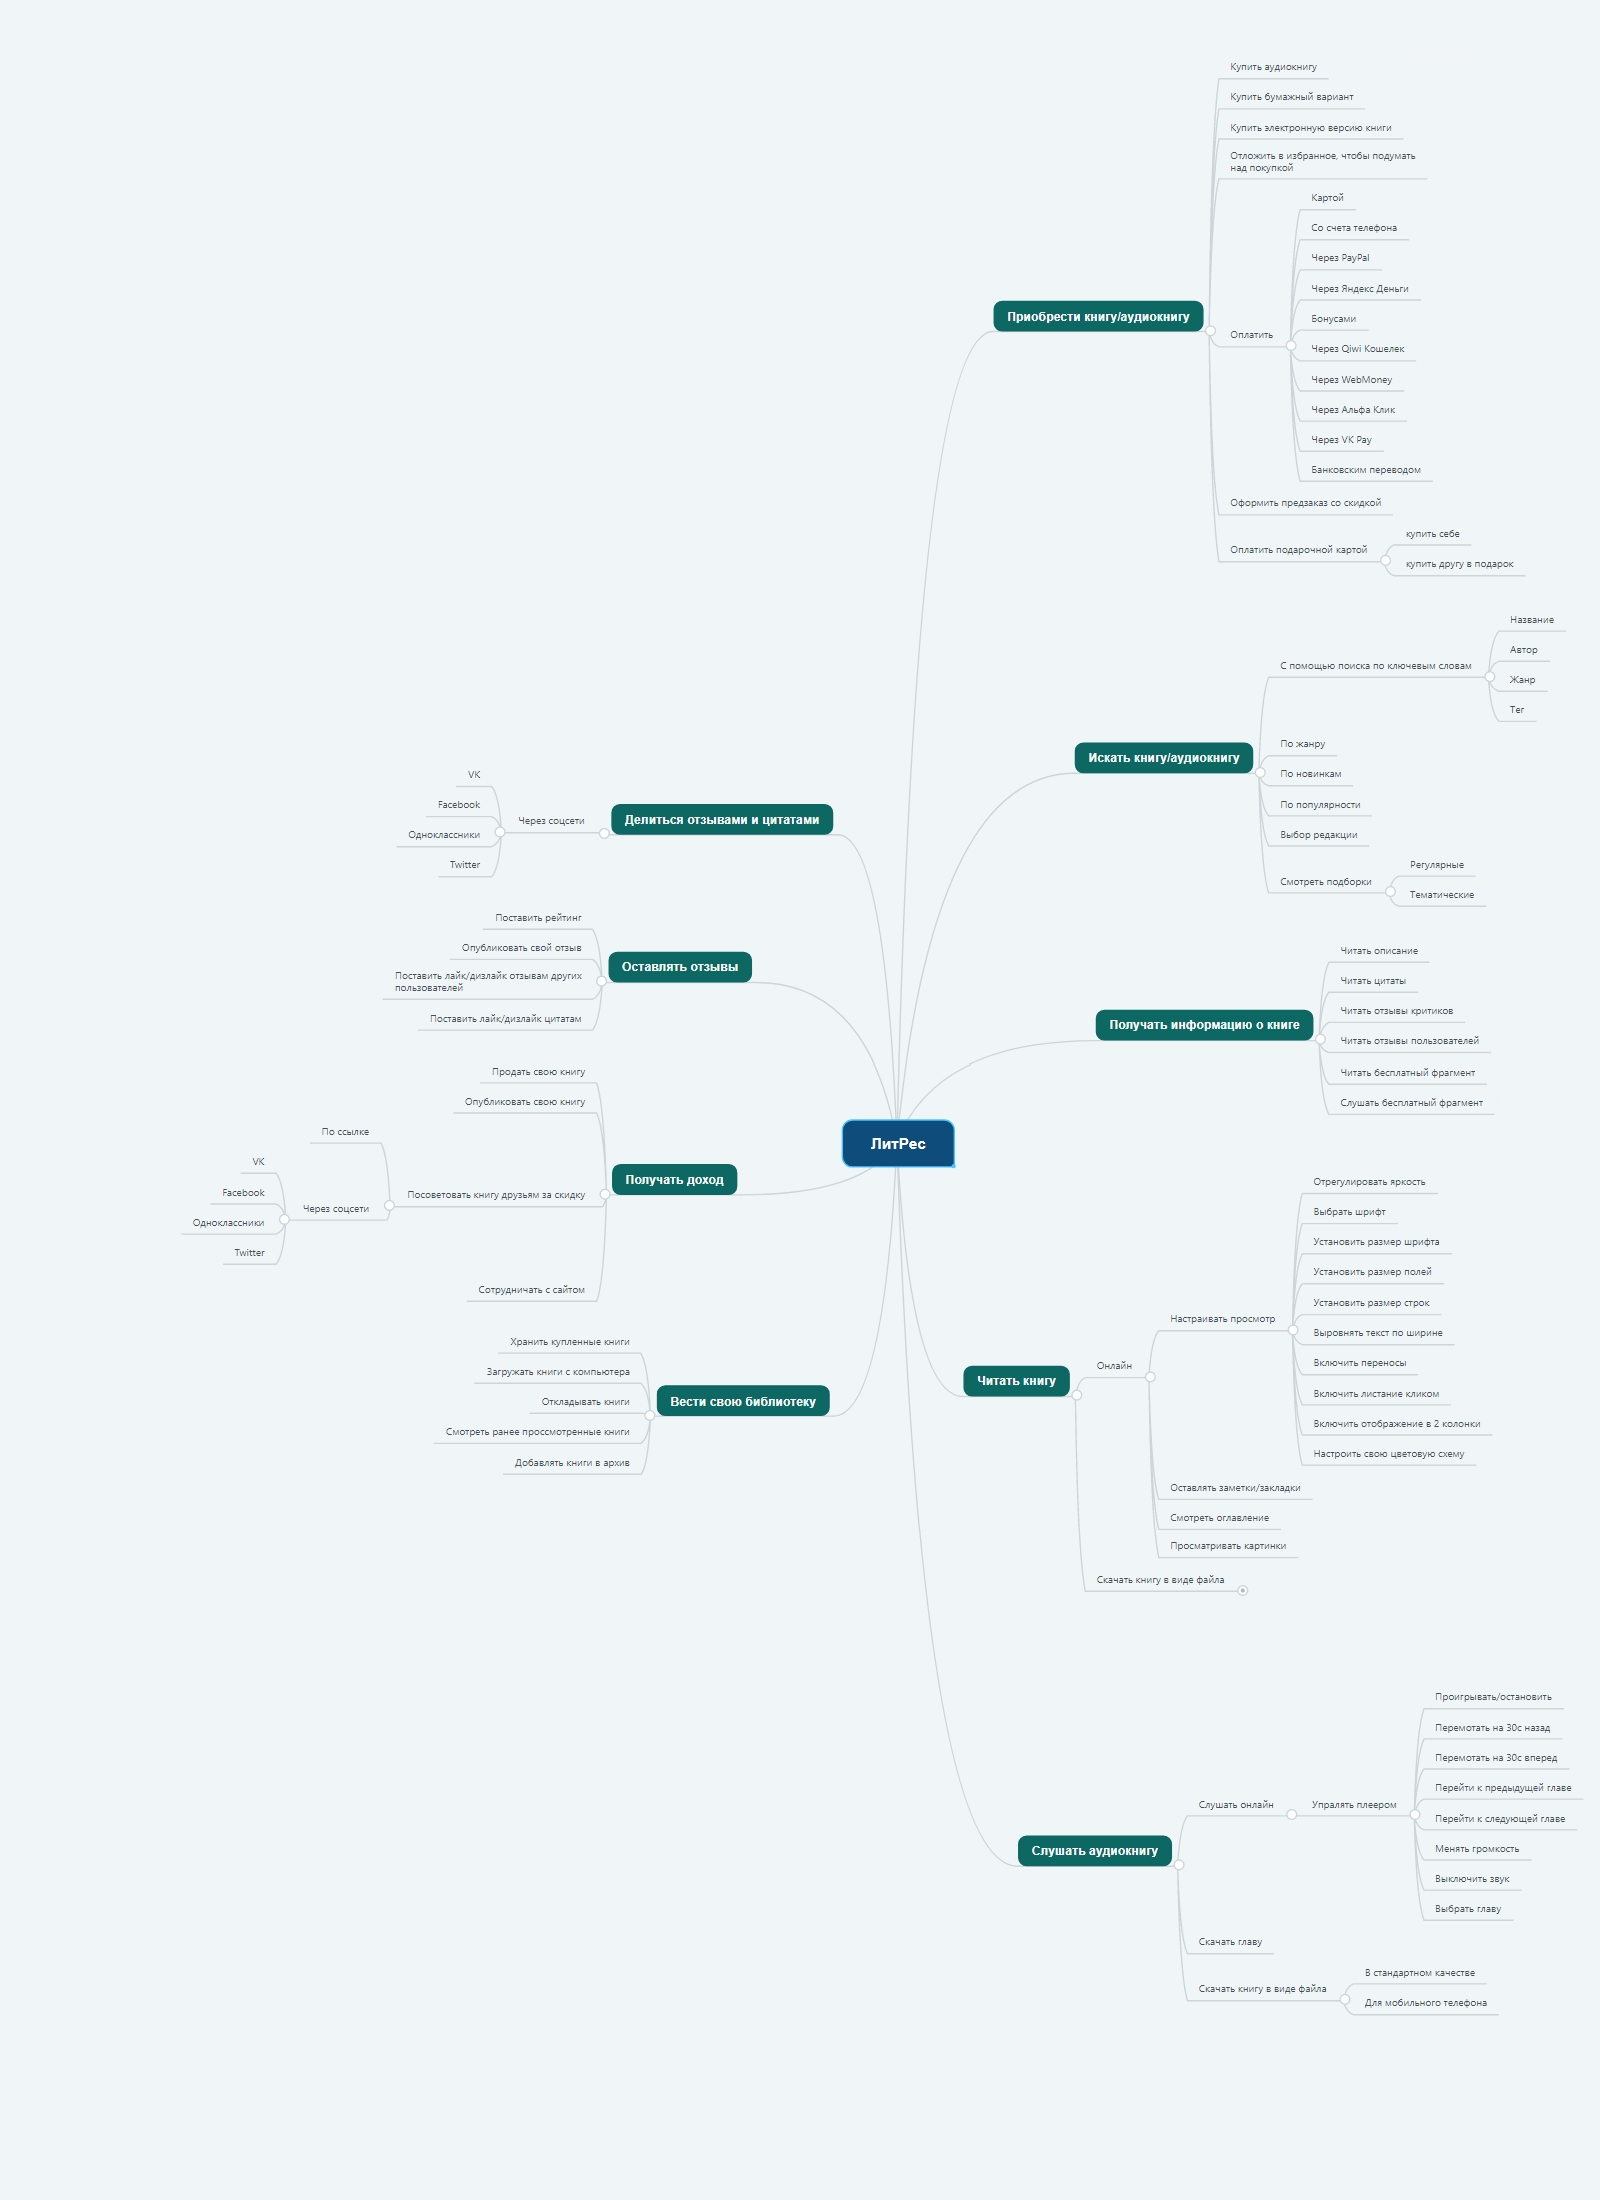 ЛитРес
Приобрести книгу/аудиокнигу
Купить аудиокнигу
Купить бумажный вариант
Купить электронную версию книги
Отложить в избранное, чтобы подумать
над покупкой
Оплатить
Картой
Со счета телефона
Через PayPal
Через Яндекс Деньги
Бонусами
Через Qiwi Кошелек
Через WebMoney
Через Альфа Клик
Через VK Pay
Банковским переводом
Оформить предзаказ со скидкой
Оплатить подарочной картой
купить себе
купить другу в подарок
Искать книгу/аудиокнигу
С помощью поиска по ключевым словам
Название
Автор
Жанр
Тег
По жанру
По новинкам
По популярности
Выбор редакции
Смотреть подборки
Регулярные
Тематические
Получать информацию о книге
Читать описание
Читать цитаты
Читать отзывы критиков
Читать отзывы пользователей
Читать бесплатный фрагмент
Слушать бесплатный фрагмент
Читать книгу
Онлайн
Настраивать просмотр
Отрегулировать яркость
Выбрать шрифт
Установить размер шрифта
Установить размер полей
Установить размер строк
Выровнять текст по ширине
Включить переносы
Включить листание кликом
Включить отображение в 2 колонки
Настроить свою цветовую схему
Оставлять заметки/закладки
Смотреть оглавление
Просматривать картинки
Скачать книгу в виде файла
Слушать аудиокнигу
Слушать онлайн
Упралять плеером
Проигрывать/остановить
Перемотать на 30с назад
Перемотать на 30с вперед
Перейти к предыдущей главе
Перейти к следующей главе
Менять громкость
Выключить звук
Выбрать главу
Скачать главу
Скачать книгу в виде файла
В стандартном качестве
Для мобильного телефона
Делиться отзывами и цитатами
Через соцсети
VK
Facebook
Одноклассники
Twitter
Оставлять отзывы
Поставить рейтинг
Опубликовать свой отзыв
Поставить лайк/дизлайк отзывам других
пользователей
Поставить лайк/дизлайк цитатам
Получать доход
Продать свою книгу
Опубликовать свою книгу
Посоветовать книгу друзьям за скидку
По ссылке
Через соцсети
VK
Facebook
Одноклассники
Twitter
Сотрудничать с сайтом
Вести свою библиотеку
Хранить купленные книги
Загружать книги с компьютера
Откладывать книги
Смотреть ранее проссмотренные книги
Добавлять книги в архив